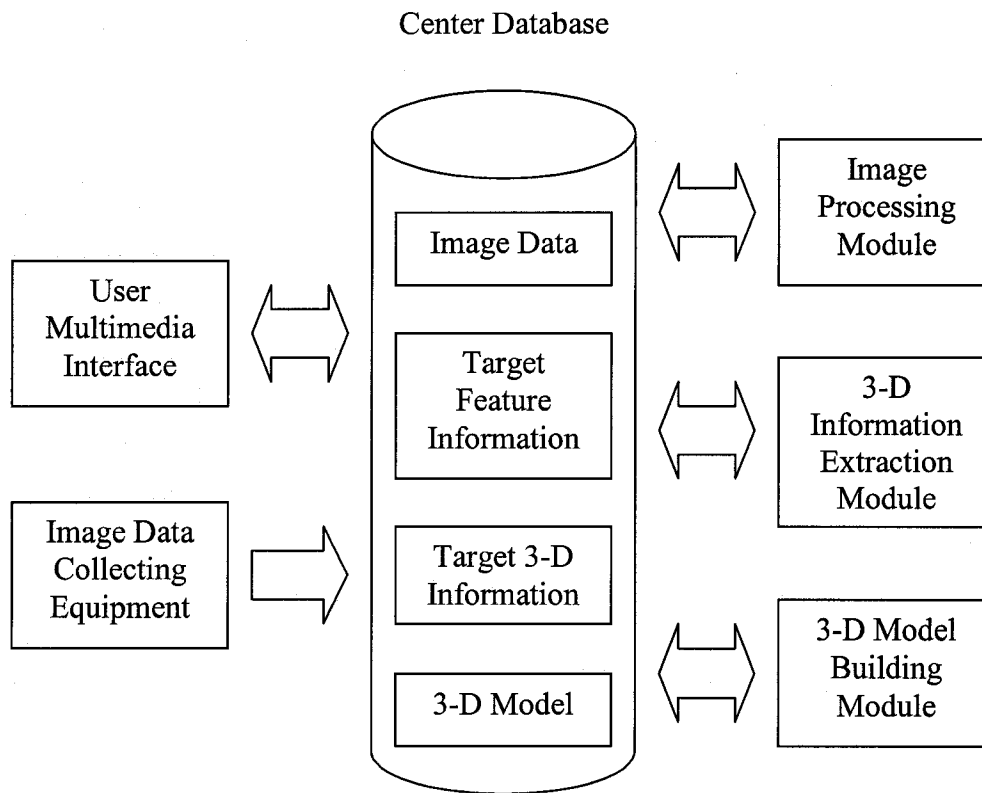 Center Database
User
Multimedia
Interface
Image Data
Collecting
Equipment
Image Data
Target
Feature
Information
Target 3-D
Information
3-D Model
Image
Processing
Module
3-D
Information
Extraction
Module
3-D Model
Building
Module